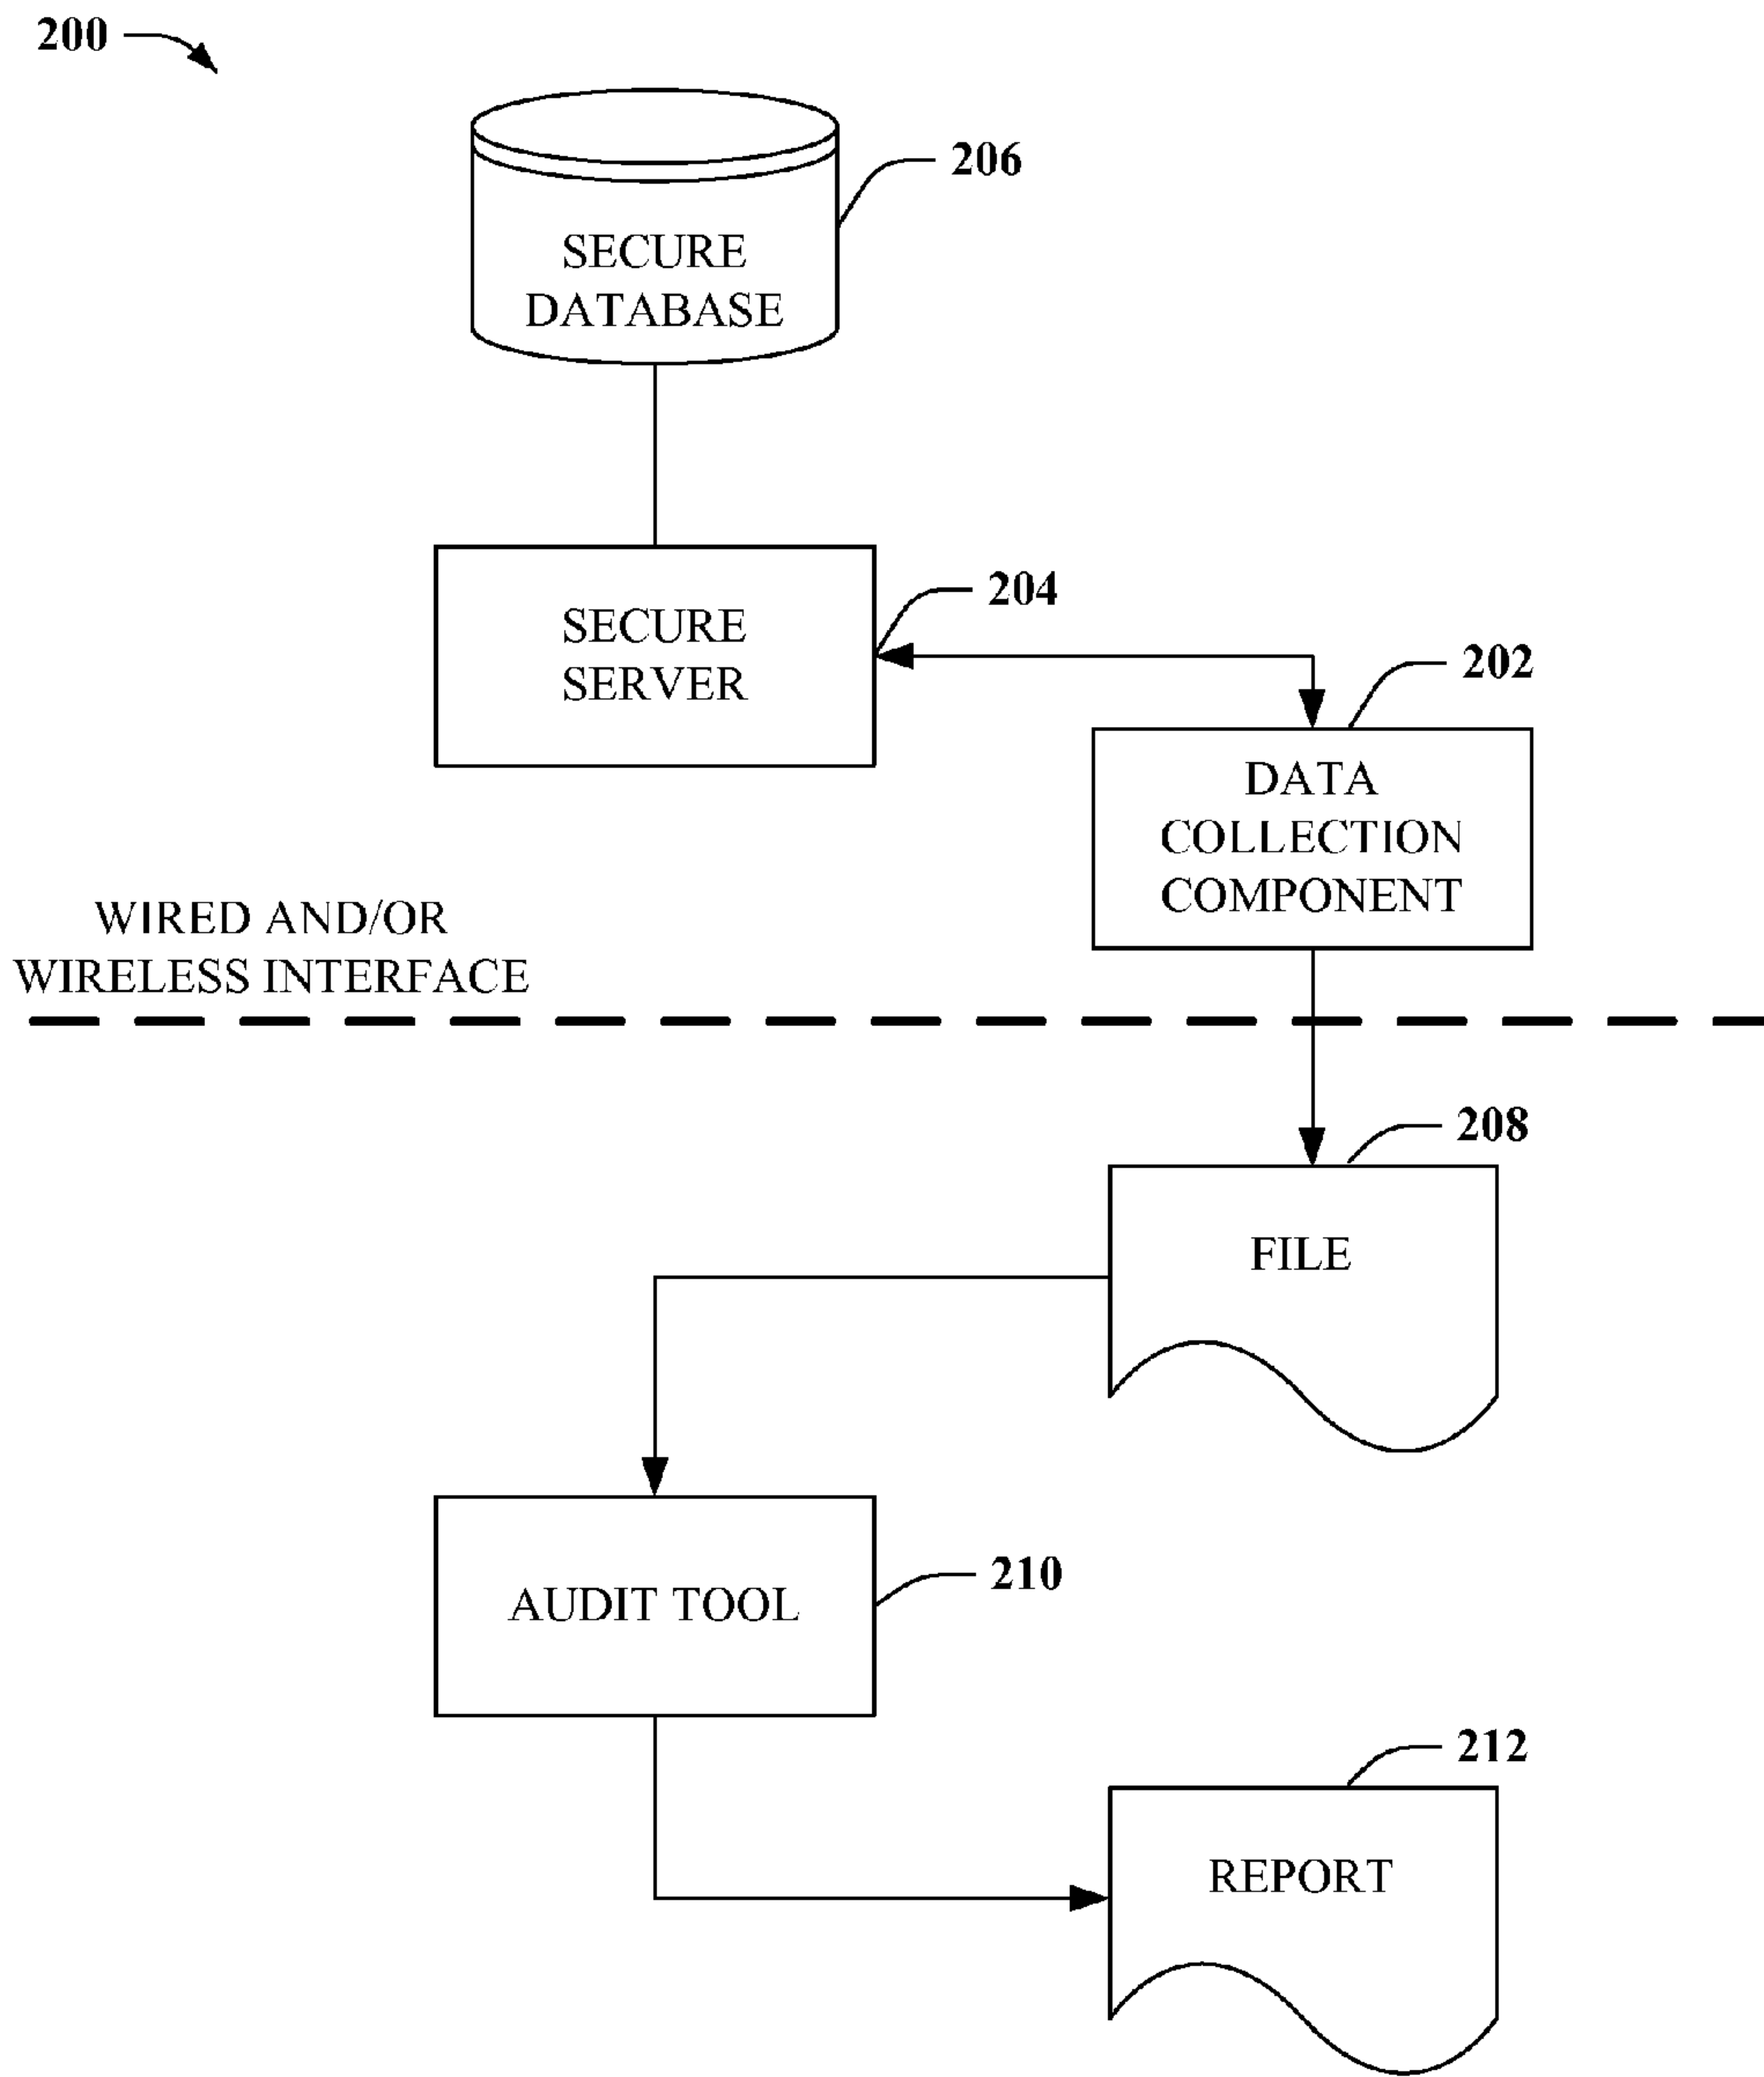 200
206
SECURE
DATABASE
204
SECURE
SERVER
202
DATA
COLLECTION
COMPONENT
WIRED AND/OR
WIRELESS INTERFACE
208
FILE
210
AUDIT TOOL
212
REPORT